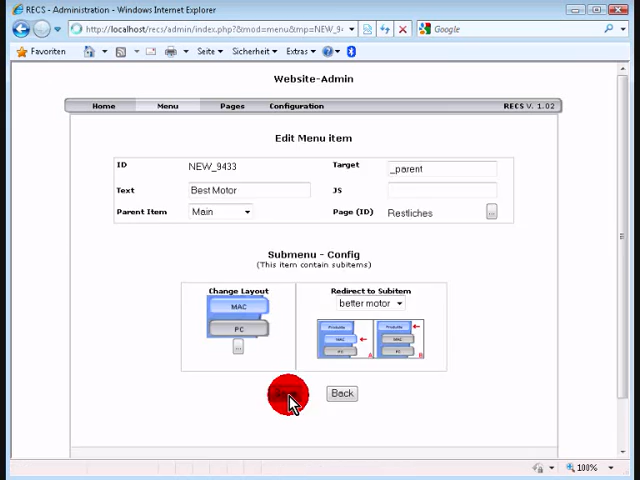 RECS - Administration - Windows Internet Explorer
http://localhost/recs/admin/index.php?&mod=menu&tmp=NEW_9
Google
Favoriten
Seite
Sicherheit
Extras
Website-Admin
Home Menu Pages Configuration RECS V. 1.02
Edit Menu item
ID NEW_9433 Target _parent
Text Best Motor JS
Parent Item Main Page (ID) Restliches ...
Submenu - Config
(This item contain subitems)
Change Layout Redirect to Subitem
MAC better motor
PC
Produkte Produkte
MAC MAC
PC A PC B
...
Back
100%